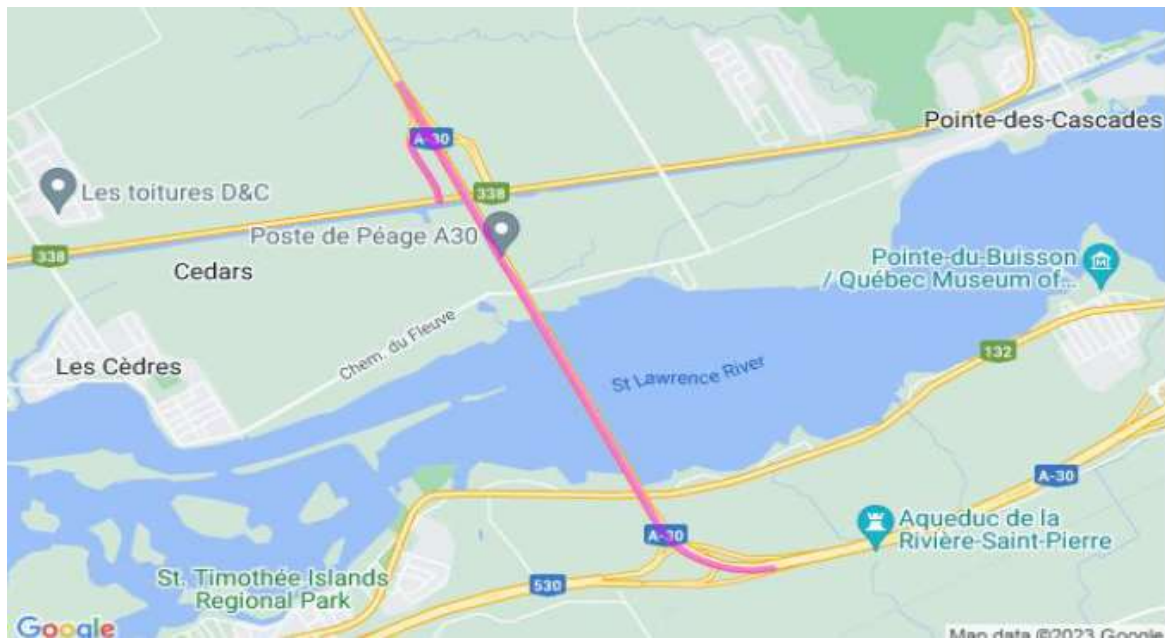 Pointe-des-Cascades
A-30
Les toitures D&C
338
Poste de Péage A30
338
Cedars
Pointe-du-Buisson
/ Québec Museum of...
Chem. du Fleuve
132
Les Cèdres
St Lawrence River
A-30
A-30
Aqueduc de la
Rivière-Saint-Pierre
St. Timothée Islands
Regional Park
530
Google
Map data ©2023 Google